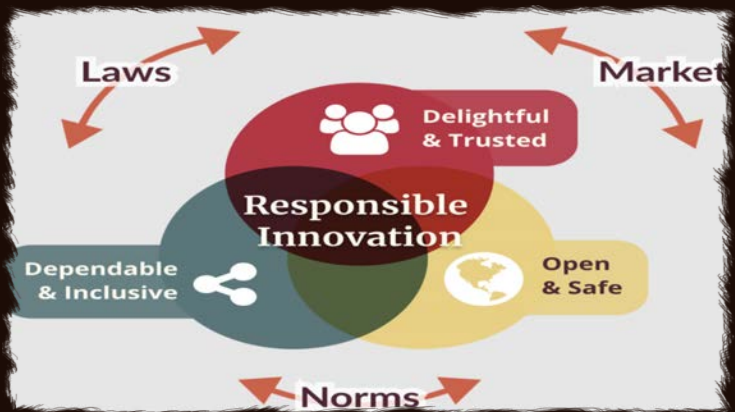 Laws
Market
Delightful
& Trusted
Responsible
Innovation
Dependable
& Inclusive
Open
& Safe
Norms